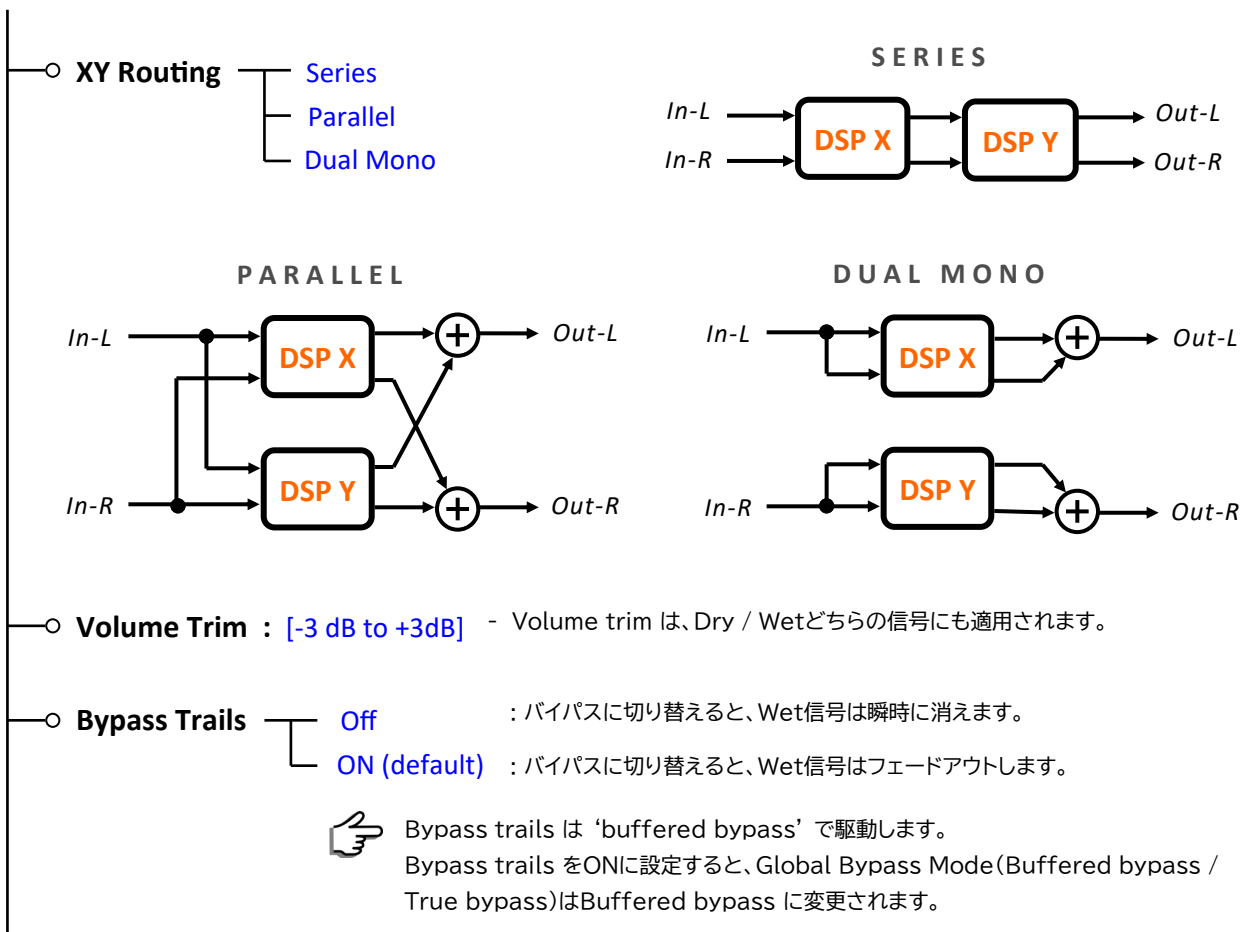 XY Routing
Series
Parallel
Dual Mono
SERIES
In-L
In-R
DSP X
DSP Y
Out-L
Out-R
PARALLEL
In-L
In-R
DSP X
DSP Y
+
+
Out-L
Out-R
DUAL MONO
In-L
In-R
DSP X
DSP Y
+
+
Out-L
Out-R
Volume Trim : [-3 dB to +3dB] - Volume trim は、Dry / Wetどちらの信号にも適用されます。
Bypass Trails
Off : バイパスに切り替えると、Wet信号は瞬時に消えます。
ON (default) : バイパスに切り替えると、Wet信号はフェードアウトします。
Bypass trails は ‘buffered bypass’ で駆動します。
Bypass trails をONに設定すると、Global Bypass Mode(Buffered bypass /
True bypass)はBuffered bypass に変更されます。